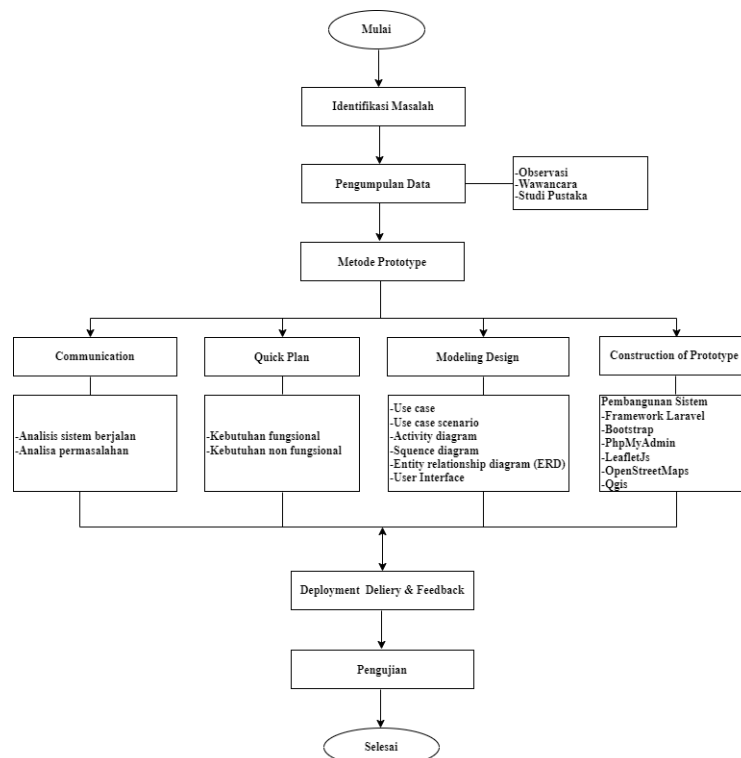 Mulai
Identifikasi Masalah
Pengumpulan Data
-Observasi
-Wawancara
-Studi Pustaka
Metode Prototype
Communication
Quick Plan
Modeling Design
Construction of Prototype
-Analisis sistem berjalan
-Analisa permasalahan
-Kebutuhan fungsional
-Kebutuhan non fungsional
-Use case
-Use case scenario
-Activity diagram
-Squence diagram
-Entity relationship diagram (ERD)
-User Interface
Pembangunan Sistem
-Framework Laravel
-Bootstrap
-PhpMyAdmin
-LeafletJs
-OpenStreetMaps
-Qgis
Deployment Deliery & Feedback
Pengujian
Selesai